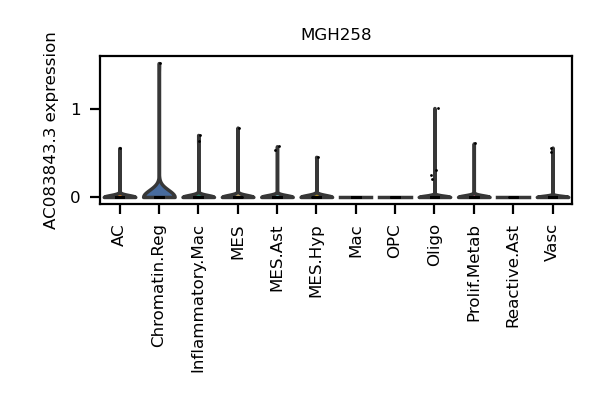 MGH258
AC083843.3 expression
1
0
AC
Chromatin.Reg
Inflammatory.Mac
MES
MES.Ast
MES.Hyp
Mac
OPC
Oligo
Prolif.Metab
Reactive.Ast
Vasc